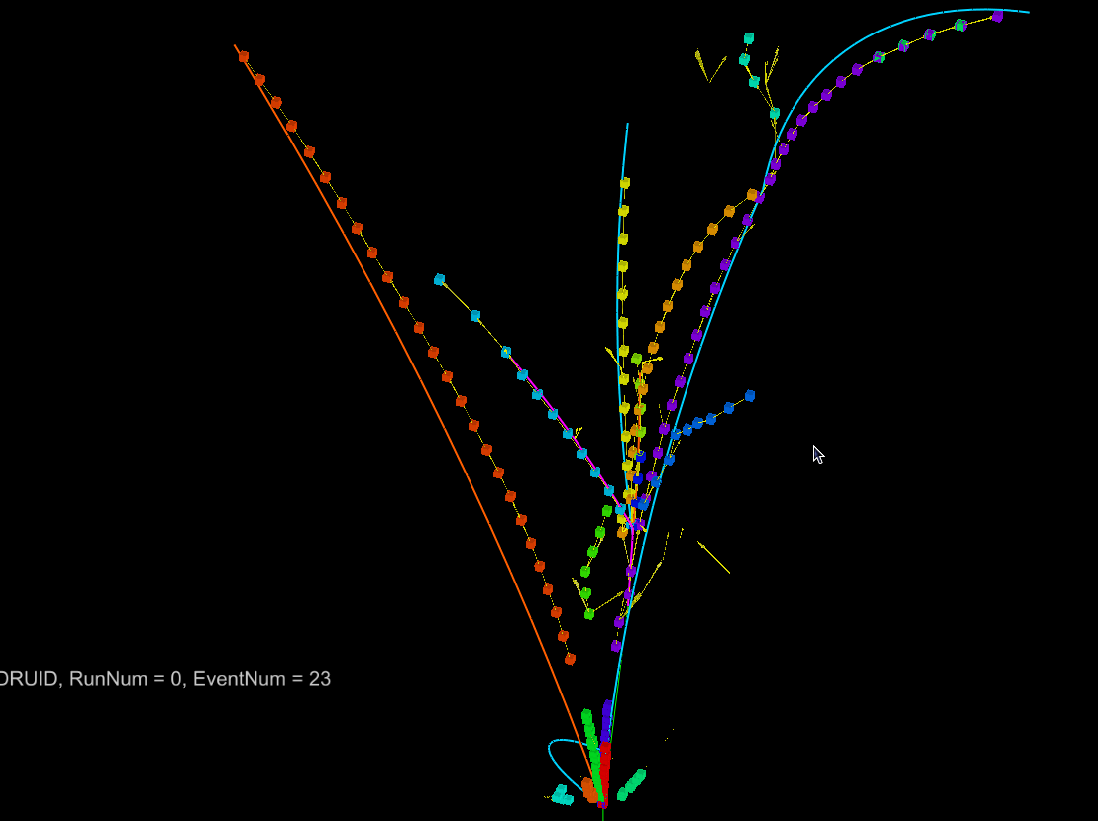 DRUID, RunNum = 0, EventNum = 23